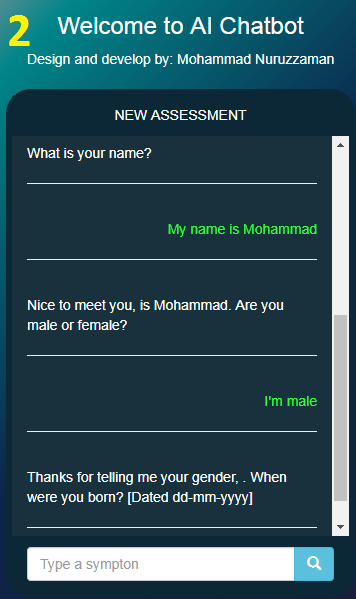 2
Welcome to AI Chatbot
Design and develop by: Mohammad Nuruzzaman
NEW ASSESSMENT
What is your name?
My name is Mohammad
Nice to meet you, is Mohammad. Are you
male or female?
I'm male
Thanks for telling me your gender, . When
were you born? [Dated dd-mm-yyyy]
Type a sympton